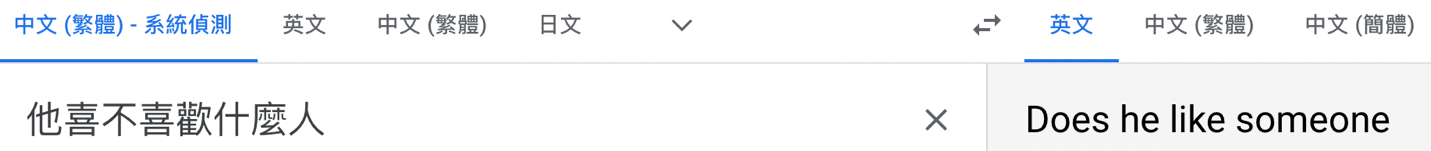 中文 (繁體) - 系統偵測 英文 中文 (繁體) 日文 英文 中文 (繁體) 中文 (簡體)
他喜不喜歡什麼人 Does he like someone